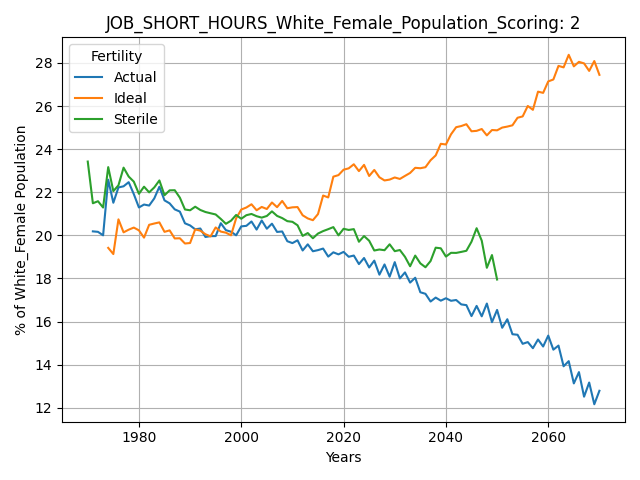 JOB_SHORT_HOURS_White_Female_Population_Scoring: 2
Fertility
Actual
Ideal
Sterile
% of White_Female Population
28
26
24
22
20
18
16
14
12
1980
2000
2020
2040
2060
Years